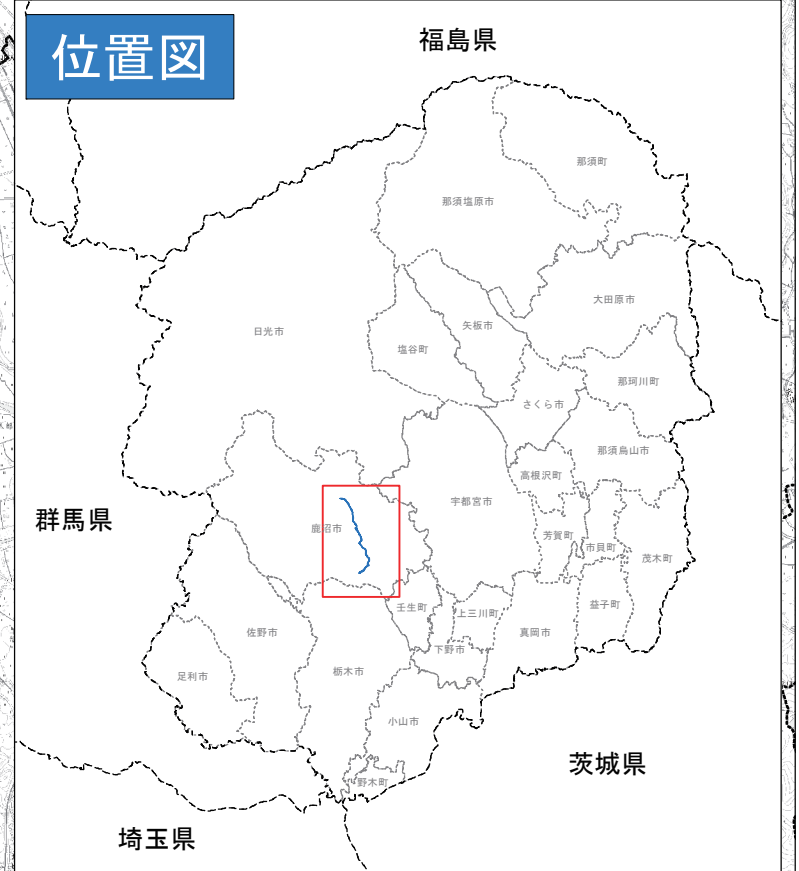 位置図
福島県
那須町
那須塩原市
大田原市
日光市
矢板市
塩谷町
那珂川町
さくら市
那須烏山市
高根沢町
宇都宮市
群馬県
鹿沼市
芳賀町
市貝町
茂木町
壬生町
上三川町
益子町
佐野市
真岡市
下野市
足利市
栃木市
小山市
茨城県
野木町
埼玉県